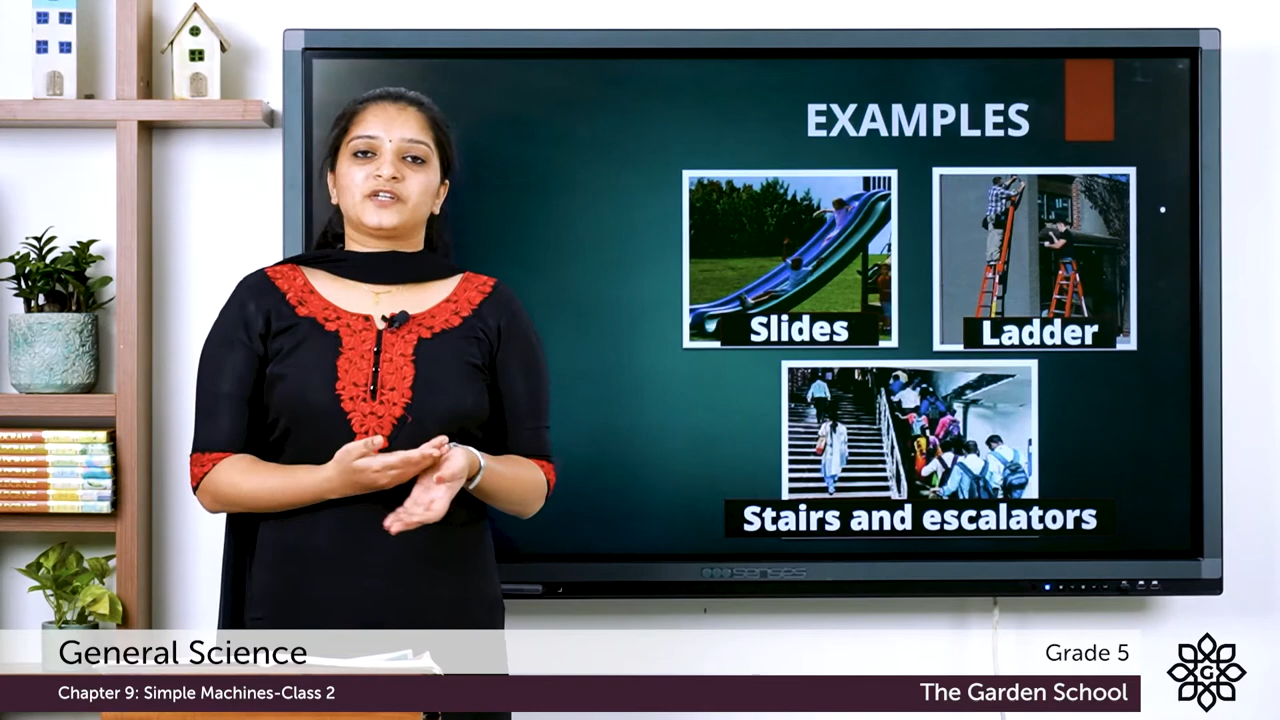 EXAMPLES
Slides
Ladder
Stairs and escalators
senses
General Science
Grade 5
Chapter 9: Simple Machines-Class 2
The Garden School
G